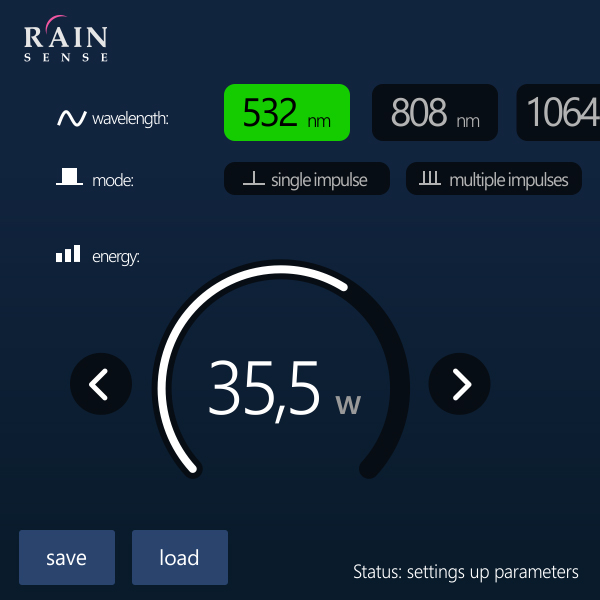 RAIN
SENSE
wavelength: 532 nm 808 nm 1064
mode: single impulse multiple impulses
energy:
35,5 w
save load
Status: settings up parameters